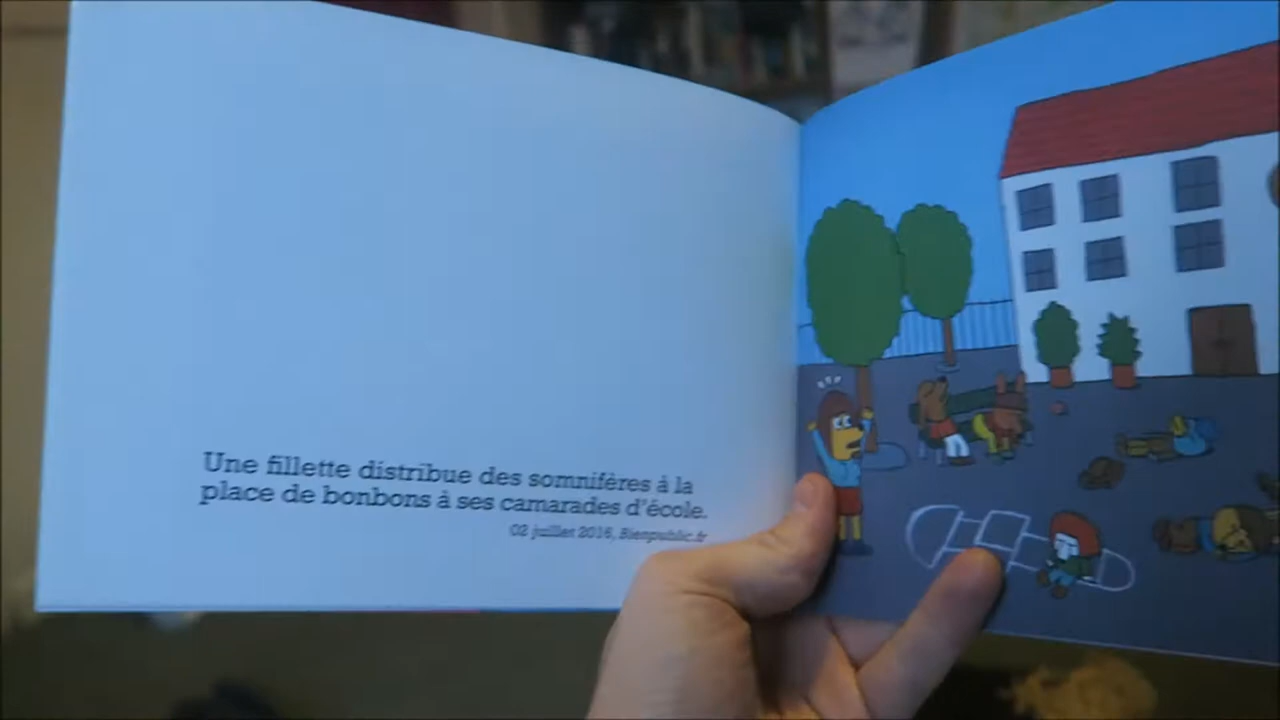 Une fillette distribue des somnifères à la
place de bonbons à ses camarades d'école.
02 juillet 2016, Bienpublic.fr